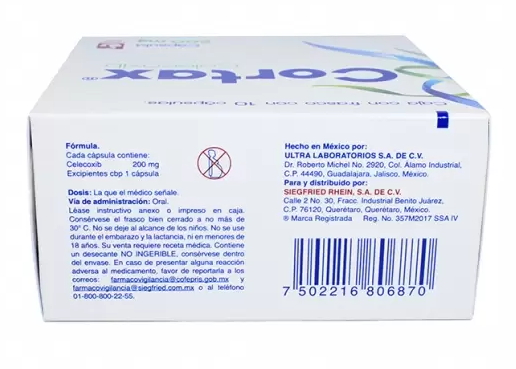 Caja con frasco con 10 cápsulas
Cortax®
Cápsula
Fórmula.
Cada cápsula contiene:
Celecoxib 200 mg
Excipientes cbp 1 cápsula
Dosis: La que el médico señale.
Vía de administración: Oral.
Léase instructivo anexo o impreso en caja.
Consérvese el frasco bien cerrado a no más de
30° C. No se deje al alcance de los niños. No se use
durante el embarazo y la lactancia, ni en menores de
18 años. Su venta requiere receta médica. Contiene
un desecante NO INGERIBLE, consérvese dentro
del envase. En caso de presentar alguna reacción
adversa al medicamento, favor de reportarla a los
correos: farmacovigilancia@cofepris.gob.mx y
farmacovigilancia@siegfried.com.mx o al teléfono
01-800-800-22-55.
Hecho en México por:
ULTRA LABORATORIOS S.A. DE C.V.
Dr. Roberto Michel No. 2920, Col. Álamo Industrial,
C.P. 44490, Guadalajara, Jalisco, México.
Para y distribuido por:
SIEGFRIED RHEIN, S.A. DE C.V.
Calle 2 No. 30, Fracc. Industrial Benito Juárez,
C.P. 76120, Querétaro, Querétaro, México.
® Marca Registrada Reg. No. 357M2017 SSA IV
7 502216 806870